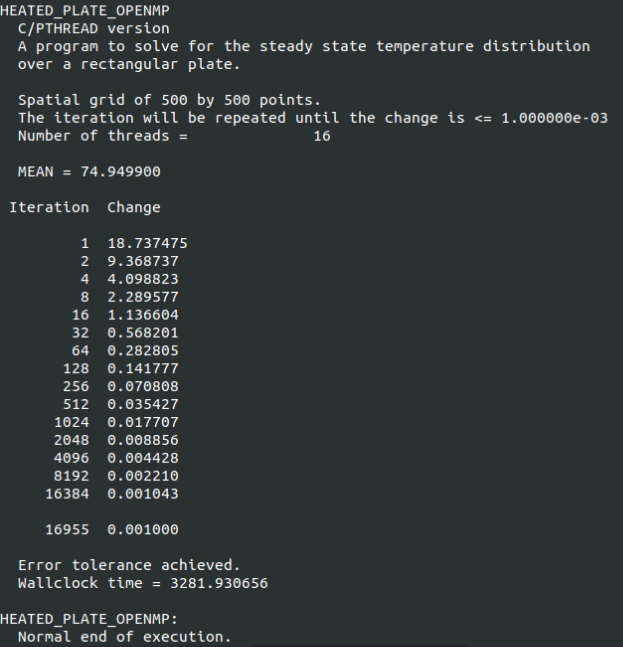 HEATED_PLATE_OPENMP
C/PTHREAD version
A program to solve for the steady state temperature distribution
over a rectangular plate.
Spatial grid of 500 by 500 points.
The iteration will be repeated until the change is <= 1.000000e-03
Number of threads = 16
MEAN = 74.949900
Iteration Change
1 18.737475
2 9.368737
4 4.098823
8 2.289577
16 1.136604
32 0.568201
64 0.282805
128 0.141777
256 0.070808
512 0.035427
1024 0.017707
2048 0.008856
4096 0.004428
8192 0.002210
16384 0.001043
16955 0.001000
Error tolerance achieved.
Wallclock time = 3281.930656
HEATED_PLATE_OPENMP:
Normal end of execution.